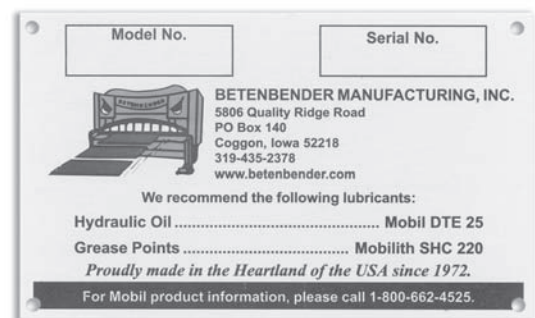 Model No.
Serial No.
BETENBENDER
BETENBENDER MANUFACTURING, INC.
5806 Quality Ridge Road
PO Box 140
Coggon, Iowa 52218
319-435-2378
www.betenbender.com
We recommend the following lubricants:
Hydraulic Oil ............................................... Mobil DTE 25
Grease Points ...................................... Mobilith SHC 220
Proudly made in the Heartland of the USA since 1972.
For Mobil product information, please call 1-800-662-4525.